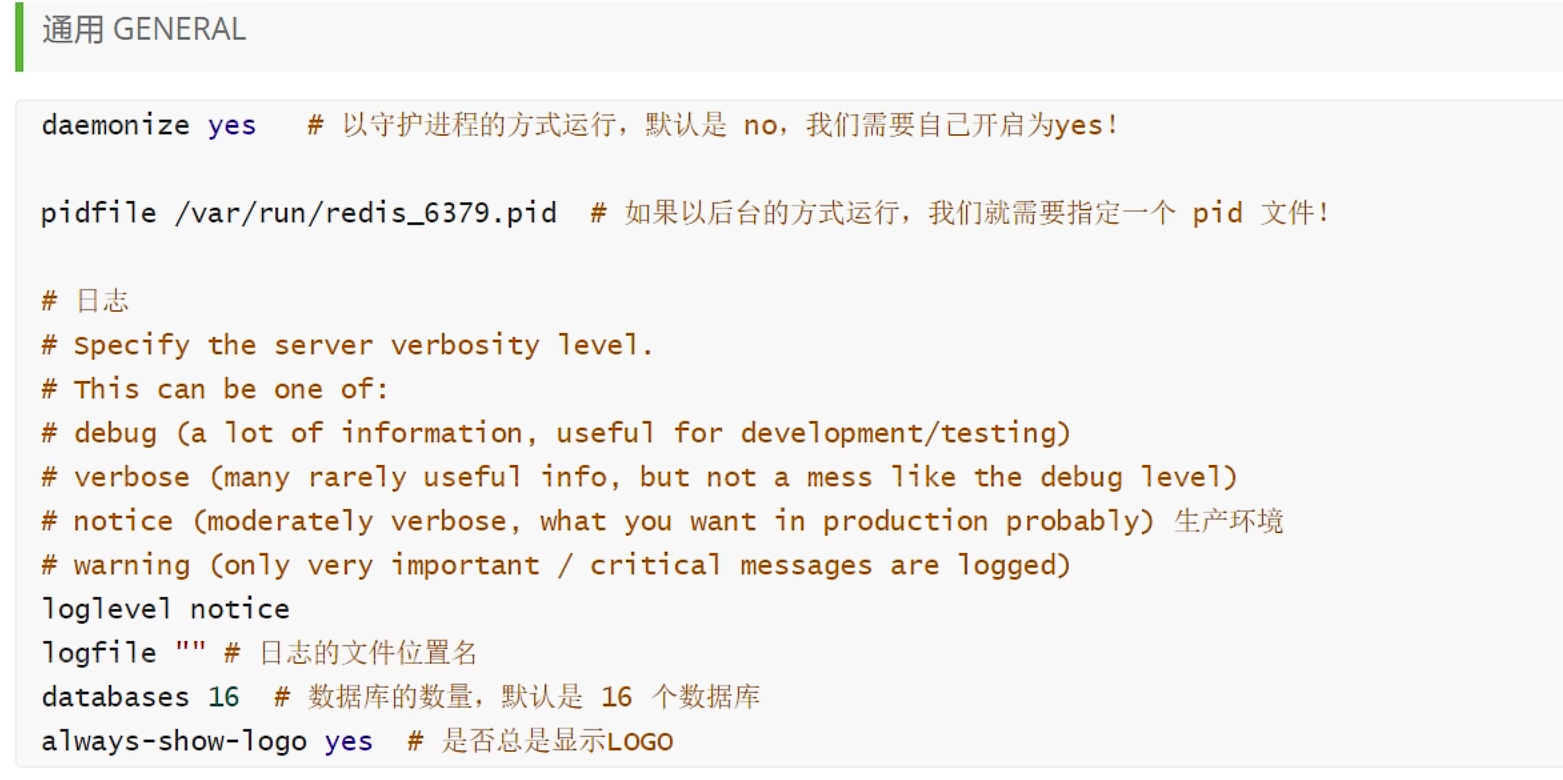 通用 GENERAL
daemonize yes   # 以守护进程的方式运行，默认是 no，我们需要自己开启为yes！
pidfile /var/run/redis_6379.pid  # 如果以后台的方式运行，我们就需要指定一个 pid 文件！
# 日志
# Specify the server verbosity level.
# This can be one of:
# debug (a lot of information, useful for development/testing)
# verbose (many rarely useful info, but not a mess like the debug level)
# notice (moderately verbose, what you want in production probably) 生产环境
# warning (only very important / critical messages are logged)
loglevel notice
logfile "" # 日志的文件位置名
databases 16  # 数据库的数量，默认是 16 个数据库
always-show-logo yes  # 是否总是显示LOGO